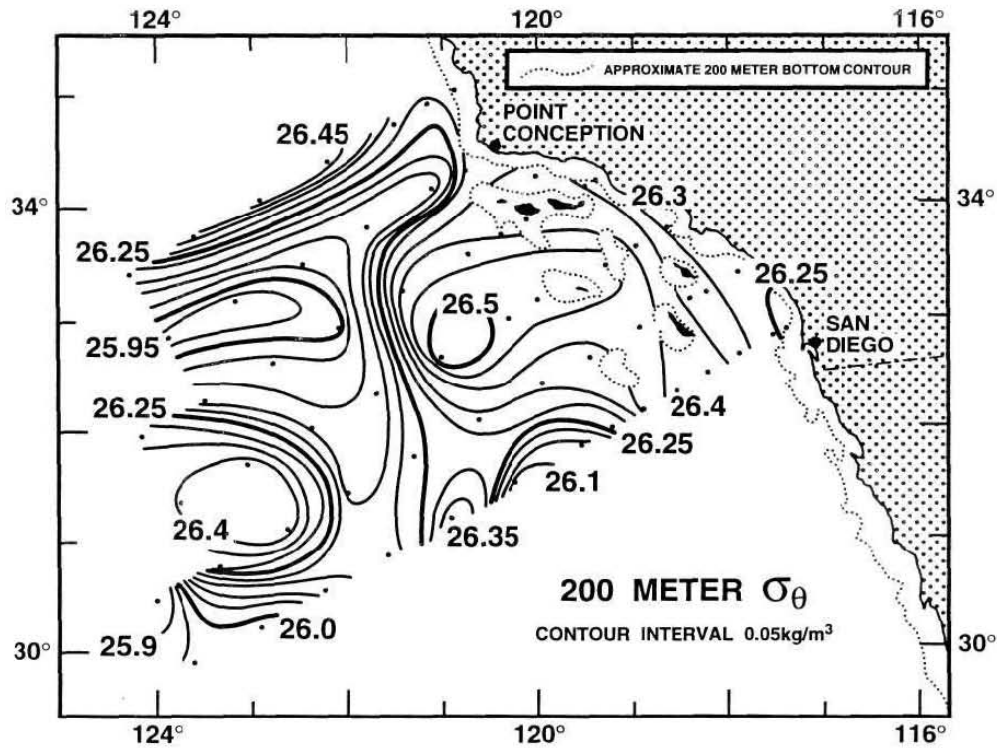 124° 120° 116°
APPROXIMATE 200 METER BOTTOM CONTOUR
POINT
CONCEPTION
26.45
34° 26.3 34°
26.25 26.25
26.5
25.95 SAN
DIEGO
26.25 26.4
26.25
26.1
26.4 26.35
200 METER σθ
CONTOUR INTERVAL 0.05kg/m³
25.9 26.0
30° 30°
124° 120° 116°